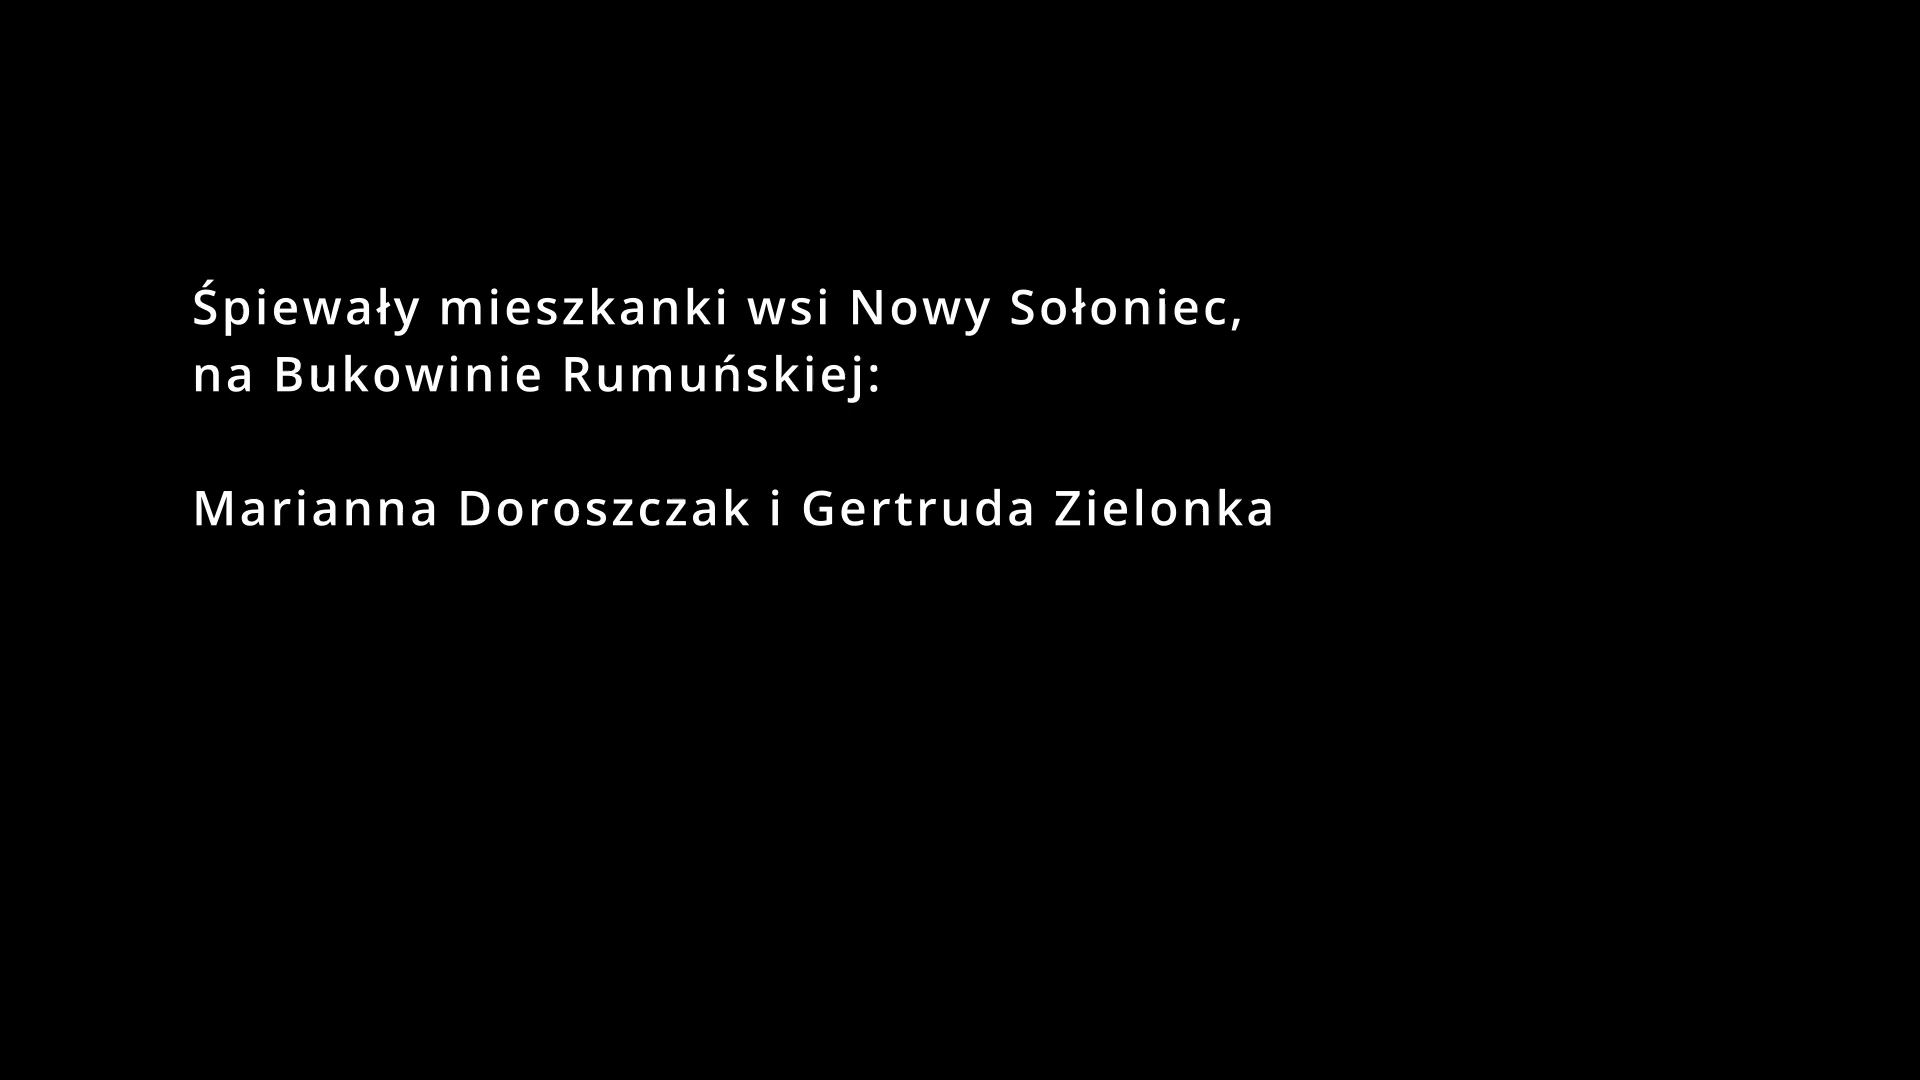 Śpiewały mieszkanki wsi Nowy Sołoniec,
na Bukowinie Rumuńskiej:
Marianna Doroszczak i Gertruda Zielonka